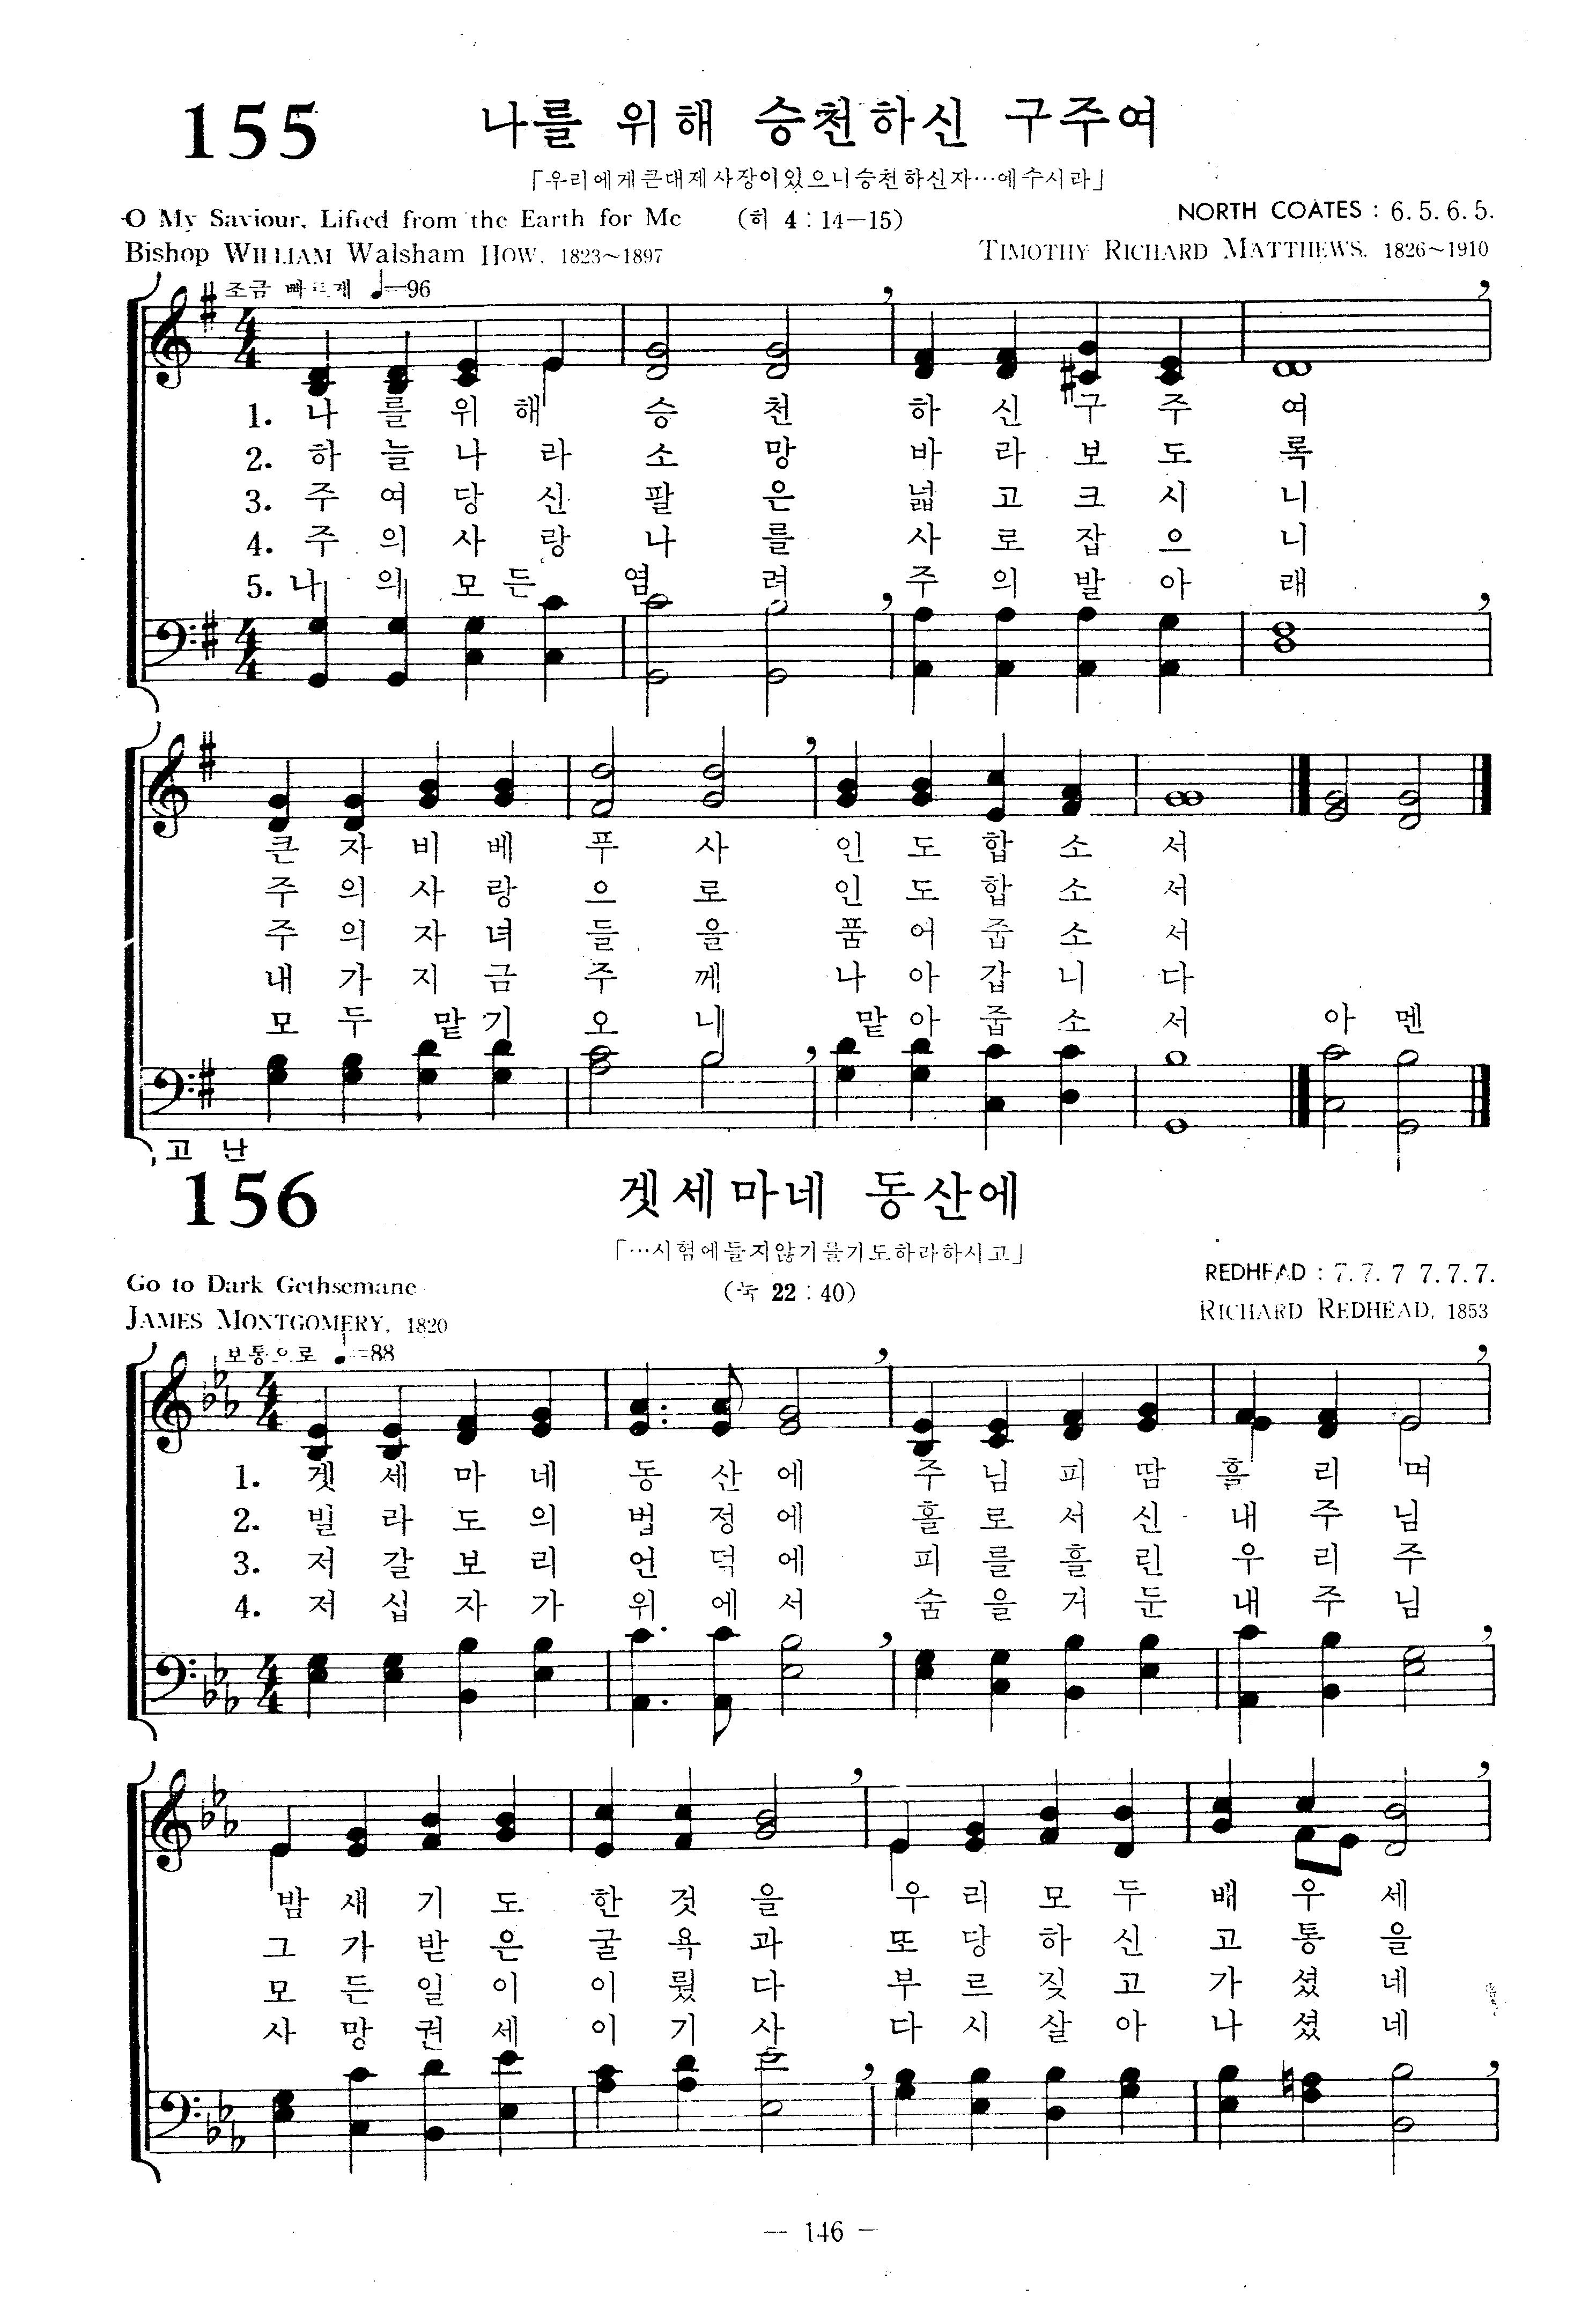 155 나를 위해 승천하신 구주여
「우리에게큰대제사장이있으니승천하신자…예수시라」
O My Saviour, Lifted from the Earth for Me (히 4 : 14—15) NORTH COATES : 6. 5. 6. 5.
Bishop WILLIAM Walsham HOW, 1823~1897 TIMOTHY RICHARD MATTHEWS, 1826~1910
조금 빠르게 ♩=96
1. 나 를 위 해 승 천 하 신 구 주 여
2. 하 늘 나 라 소 망 바 라 보 도 록
3. 주 여 당 신 팔 은 넓 고 크 시 니
4. 주 의 사 랑 나 를 사 로 잡 으 니
5. 나 의 모 든 염 려 주 의 발 아 래
큰 자 비 베 푸 사 인 도 합 소 서
주 의 사 랑 으 로 인 도 합 소 서
주 의 자 녀 들 을 품 어 줍 소 서
내 가 지 금 주 께 나 아 갑 니 다
모 두 맡 기 오 니 맡 아 줍 소 서 아 멘
고 난
156 겟세마네 동산에
「…시험에들지않기를기도하라하시고」
Go to Dark Gethsemane (눅 22 : 40) REDHEAD : 7. 7. 7 7. 7. 7.
JAMES MONTGOMERY, 1820 RICHARD REDHEAD, 1853
보통으로 ♩=88
1. 겟 세 마 네 동 산 에 주 님 피 땀 흘 리 며
2. 빌 라 도 의 법 정 에 홀 로 서 신 내 주 님
3. 저 갈 보 리 언 덕 에 피 를 흘 린 우 리 주
4. 저 십 자 가 위 에 서 숨 을 거 둔 내 주 님
밤 새 기 도 한 것 을 우 리 모 두 배 우 세
그 가 받 은 굴 욕 과 또 당 하 신 고 통 을
모 든 일 이 이 뤘 다 부 르 짖 고 가 셨 네
사 망 권 세 이 기 사 다 시 살 아 나 셨 네
— 146 —